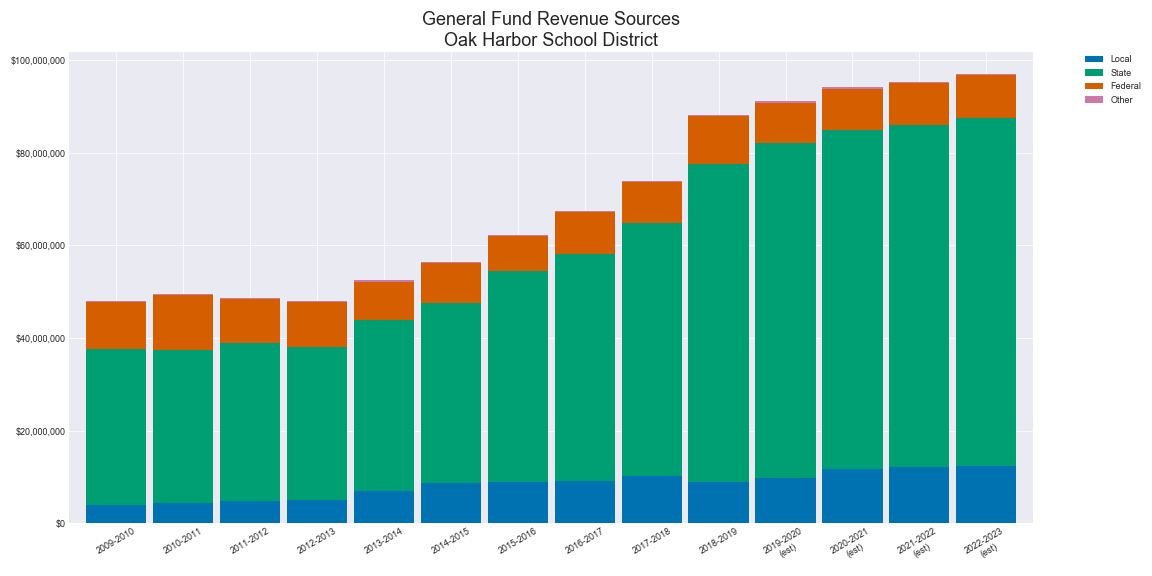 General Fund Revenue Sources
Oak Harbor School District
$100,000,000
$80,000,000
$60,000,000
$40,000,000
$20,000,000
$0
Local
State
Federal
Other
2009-2010
2010-2011
2011-2012
2012-2013
2013-2014
2014-2015
2015-2016
2016-2017
2017-2018
2018-2019
2019-2020
(est)
2020-2021
(est)
2021-2022
(est)
2022-2023
(est)